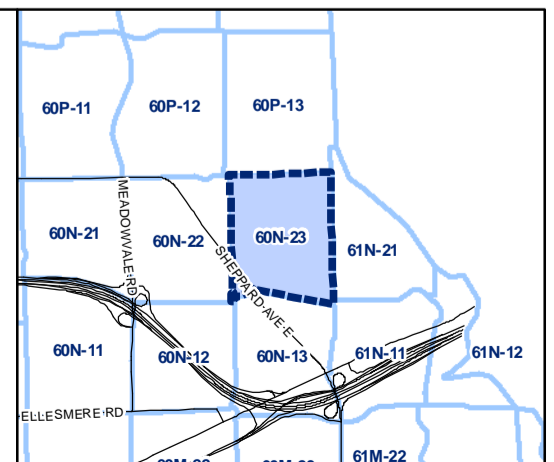 60P-11
60P-12
60P-13
MEADOWVALE RD
60N-21
60N-22
60N-23
61N-21
SHEPPARD AVE E
60N-11
60N-12
60N-13
61N-11
61N-12
ELLESMERE RD
61M-22